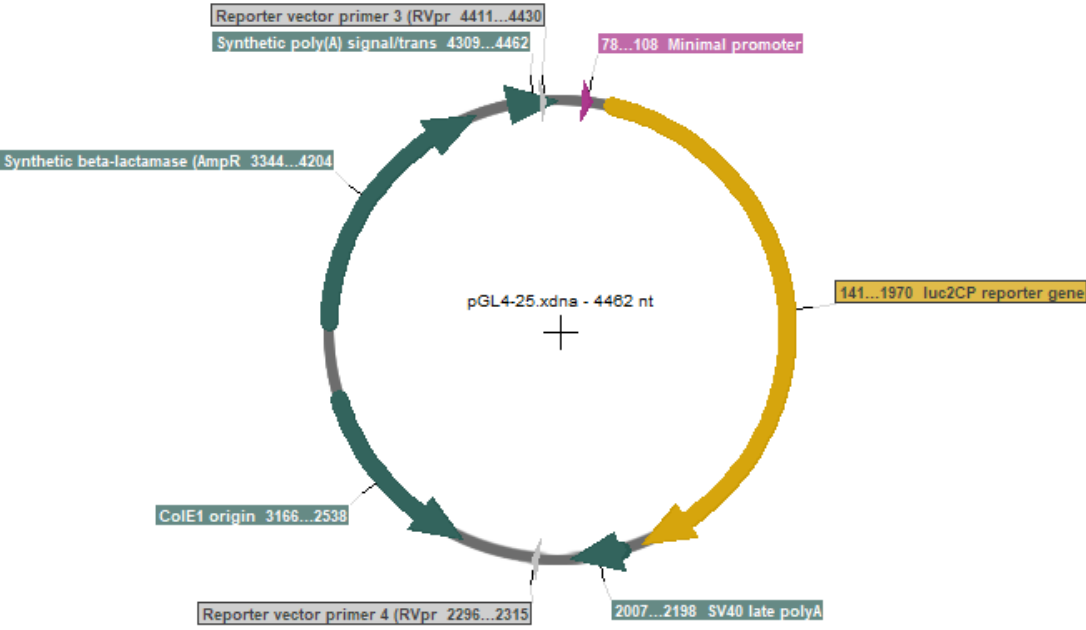 Reporter vector primer 3 (RVpr 4411...4430
Synthetic poly(A) signal/trans 4309...4462
78...108 Minimal promoter
Synthetic beta-lactamase (AmpR 3344...4204
pGL4-25.xdna - 4462 nt
141...1970 luc2CP reporter gene
ColE1 origin 3166...2538
Reporter vector primer 4 (RVpr 2296...2315
2007...2198 SV40 late polyA